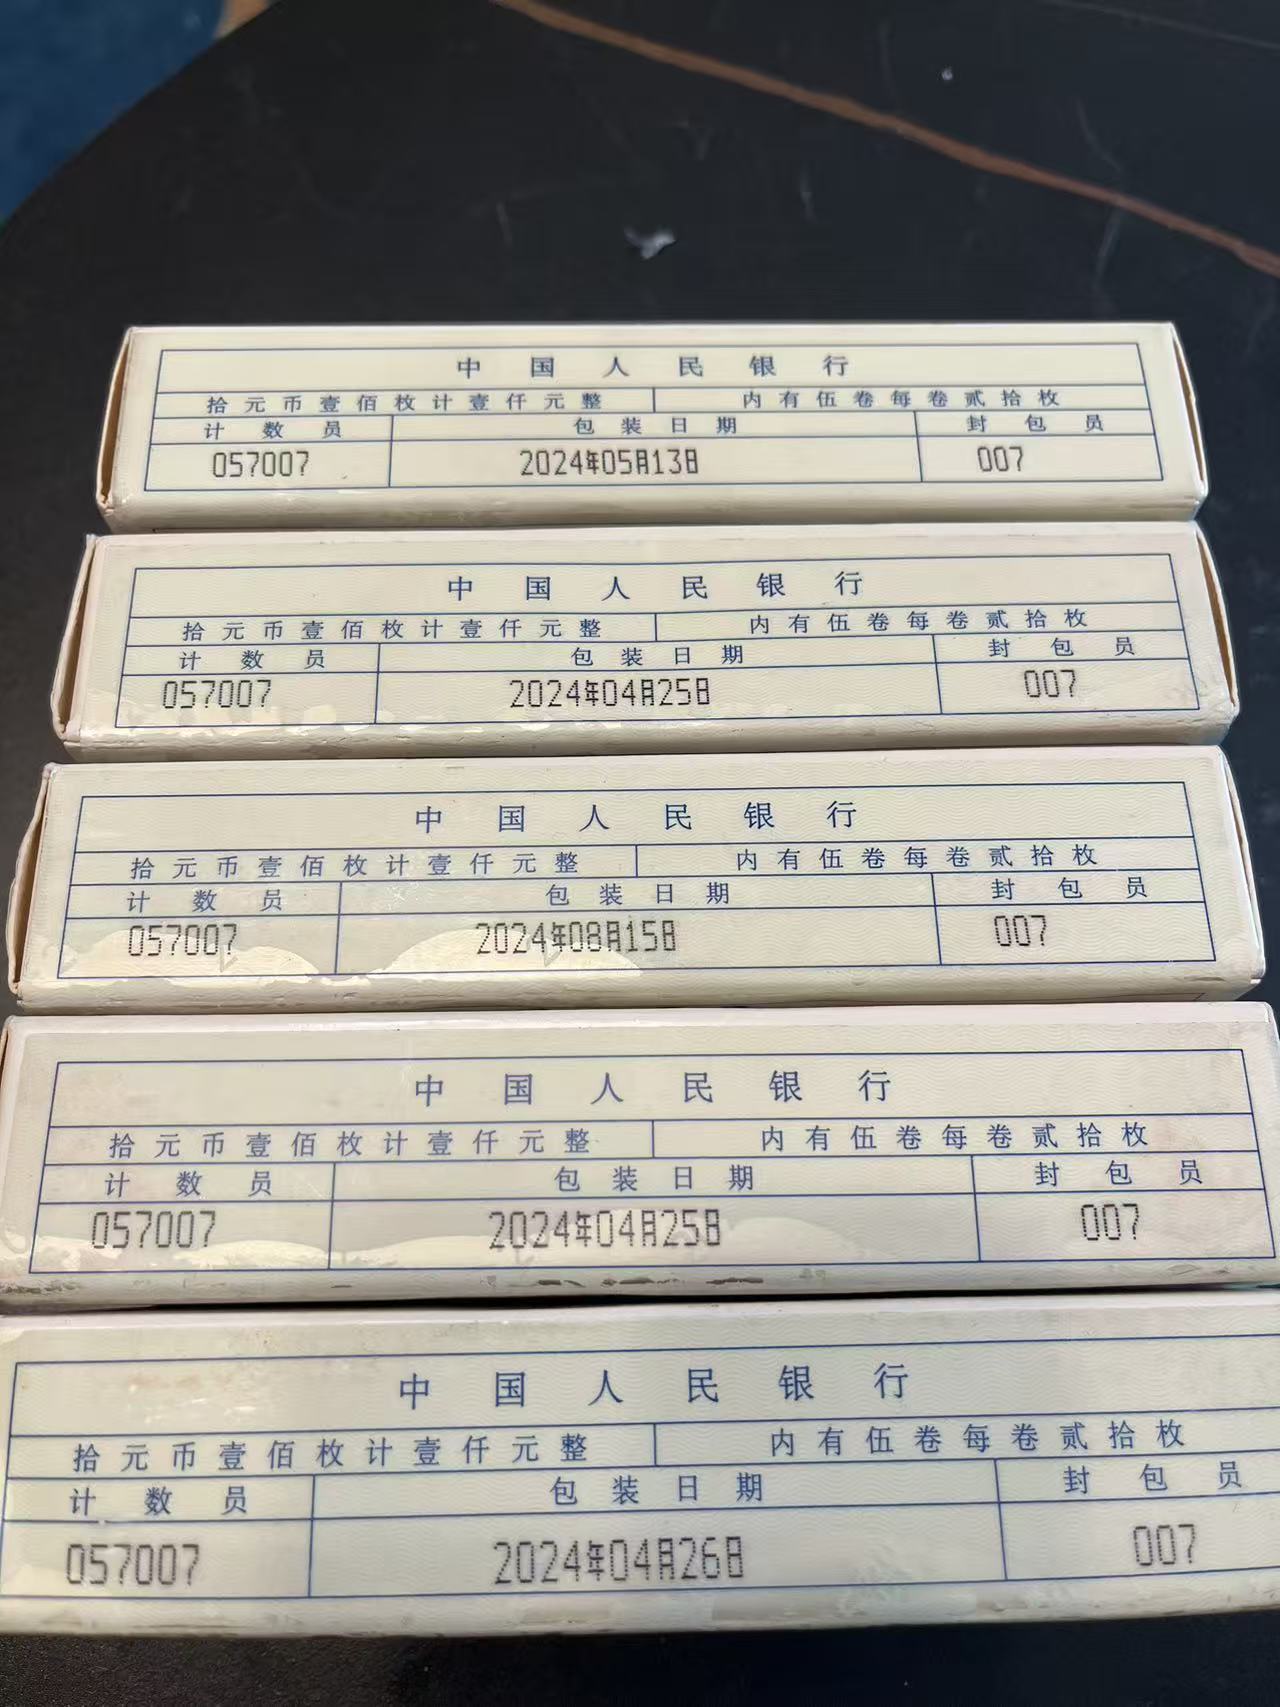 中国人民银行
拾元币壹佰枚计壹仟元整 内有伍卷每卷贰拾枚
计数员 包装日期 封包员
057007 2024年05月13日 007
中国人民银行
拾元币壹佰枚计壹仟元整 内有伍卷每卷贰拾枚
计数员 包装日期 封包员
057007 2024年04月25日 007
中国人民银行
拾元币壹佰枚计壹仟元整 内有伍卷每卷贰拾枚
计数员 包装日期 封包员
057007 2024年08月15日 007
中国人民银行
拾元币壹佰枚计壹仟元整 内有伍卷每卷贰拾枚
计数员 包装日期 封包员
057007 2024年04月25日 007
中国人民银行
拾元币壹佰枚计壹仟元整 内有伍卷每卷贰拾枚
计数员 包装日期 封包员
057007 2024年04月26日 007